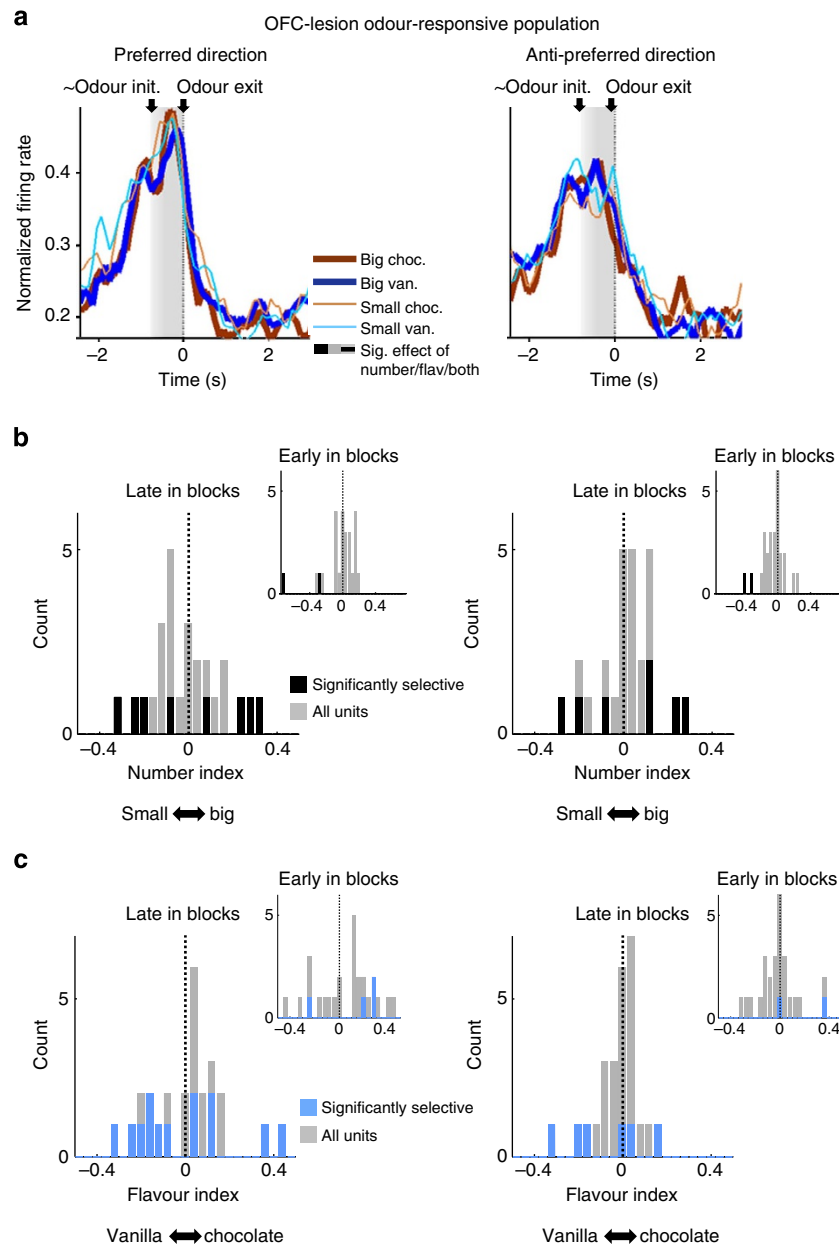 a
OFC-lesion odour-responsive population
Preferred direction
Anti-preferred direction
~Odour init.
Odour exit
~Odour init.
Odour exit
Normalized firing rate
0.4
0.3
0.2
−2
0
2
Time (s)
Big choc.
Big van.
Small choc.
Small van.
Sig. effect of
number/flav/both
−2
0
2
Time (s)
b
Late in blocks
Early in blocks
5
0
−0.4
0
0.4
Count
5
0
−0.4
0
0.4
Number index
Small
big
Significantly selective
All units
Late in blocks
Early in blocks
5
0
−0.4
0
0.4
5
0
−0.4
0
0.4
Number index
Small
big
c
Late in blocks
Early in blocks
5
0
−0.4
0
0.4
Count
5
0
−0.4
0
0.4
Flavour index
Vanilla
chocolate
Significantly selective
All units
Late in blocks
Early in blocks
5
0
−0.4
0
0.4
Count
5
0
−0.4
0
0.4
Flavour index
Vanilla
chocolate